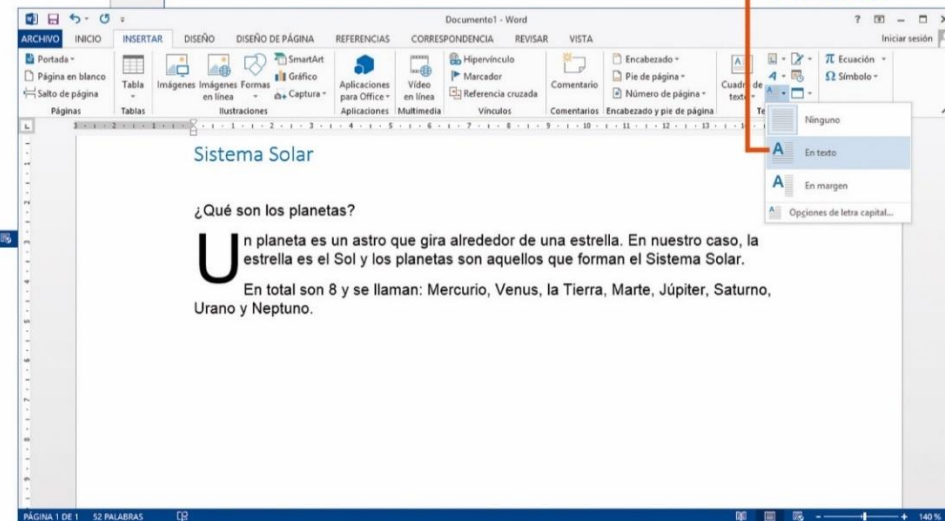 Documento1 - Word
ARCHIVO INICIO INSERTAR DISEÑO DISEÑO DE PÁGINA REFERENCIAS CORRESPONDENCIA REVISAR VISTA Iniciar sesión
Portada
Página en blanco
Salto de página
Páginas
Tabla
Tablas
Imágenes
Imágenes en línea
Formas
SmartArt
Gráfico
Captura
Ilustraciones
Aplicaciones para Office
Aplicaciones
Vídeo en línea
Multimedia
Hipervínculo
Marcador
Referencia cruzada
Vínculos
Comentario
Comentarios
Encabezado
Pie de página
Número de página
Encabezado y pie de página
Cuadro de texto
Ecuación
Símbolo
Ninguno
En texto
En margen
Opciones de letra capital...
Sistema Solar
¿Qué son los planetas?
Un planeta es un astro que gira alrededor de una estrella. En nuestro caso, la
estrella es el Sol y los planetas son aquellos que forman el Sistema Solar.
En total son 8 y se llaman: Mercurio, Venus, la Tierra, Marte, Júpiter, Saturno,
Urano y Neptuno.
PÁGINA 1 DE 1 52 PALABRAS 140 %